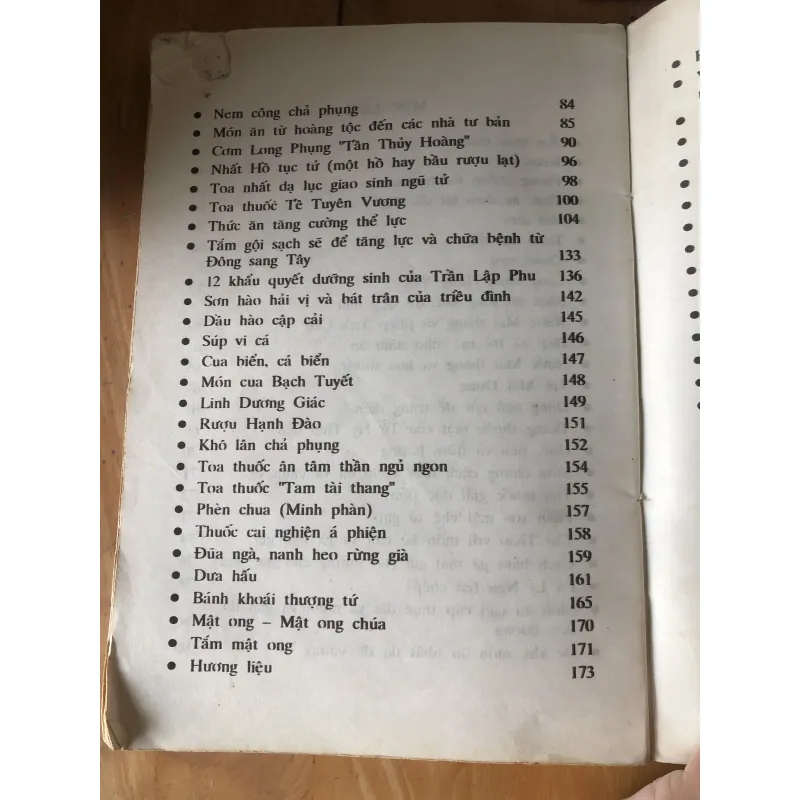 ● Nem công chả phụng 84
● Món ăn từ hoàng tộc đến các nhà tư bản 85
● Cơm Long Phụng "Tần Thủy Hoàng" 90
● Nhất Hồ tục tử (một hồ hay bầu rượu lạt) 96
● Toa nhất dạ lục giao sinh ngũ tử 98
● Toa thuốc Tề Tuyên Vương 100
● Thức ăn tăng cường thể lực 104
● Tắm gội sạch sẽ để tăng lực và chữa bệnh từ
Đông sang Tây 133
● 12 khẩu quyết dưỡng sinh của Trần Lập Phu 136
● Sơn hào hải vị và bát trân của triều đình 142
● Dầu hào cập cải 145
● Súp vi cá 146
● Cua biển, cá biển 147
● Món cua Bạch Tuyết 148
● Linh Dương Giác 149
● Rượu Hạnh Đào 151
● Khô lân chả phụng 152
● Toa thuốc ân tâm thần ngủ ngon 154
● Toa thuốc "Tam tài thang" 155
● Phèn chua (Minh phàn) 157
● Thuốc cai nghiện á phiện 158
● Đũa ngà, nanh heo rừng già 159
● Dưa hấu 161
● Bánh khoái thượng tứ 165
● Mật ong – Mật ong chúa 170
● Tắm mật ong 171
● Hương liệu 173